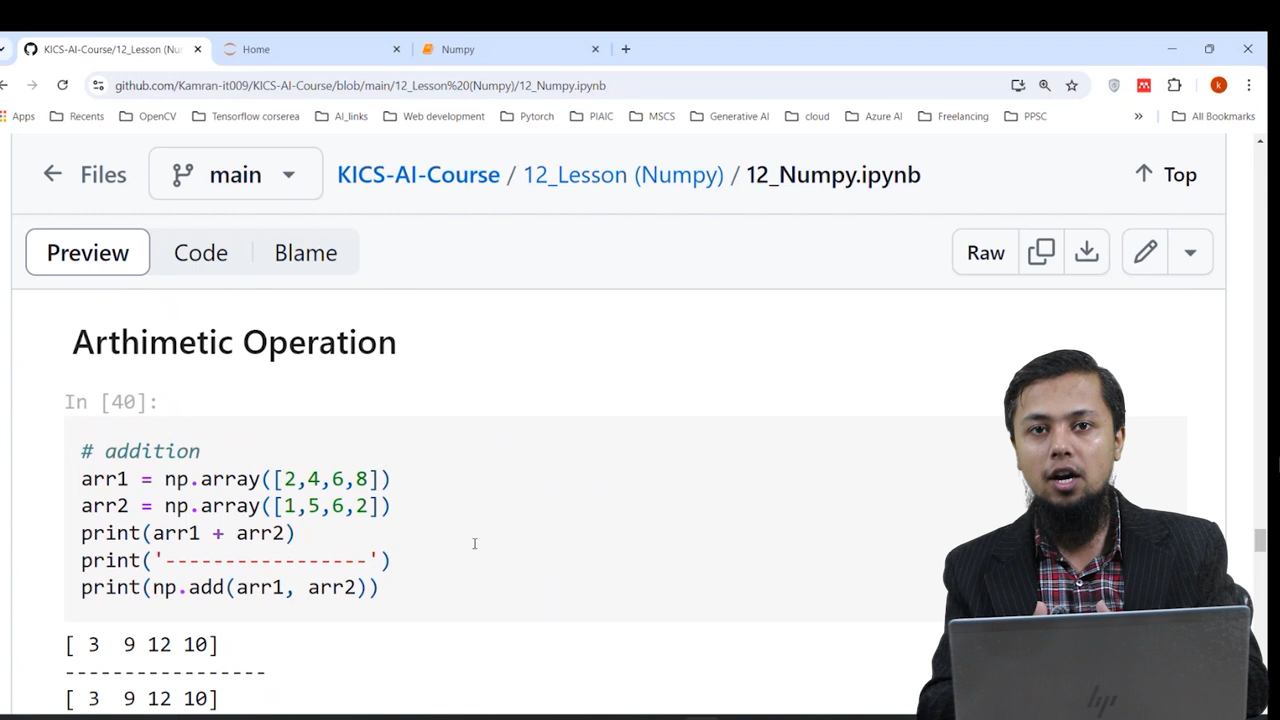 KICS-AI-Course/12_Lesson (Nu
Home
Numpy
github.com/Kamran-it009/KICS-AI-Course/blob/main/12_Lesson%20(Numpy)/12_Numpy.ipynb
k
Apps
Recents
OpenCV
Tensorflow corserea
AI_links
Web development
Pytorch
PIAIC
MSCS
Generative AI
cloud
Azure AI
Freelancing
PPSC
»
All Bookmarks
Files
main
KICS-AI-Course / 12_Lesson (Numpy) / 12_Numpy.ipynb
Top
Preview
Code
Blame
Raw
Arthimetic Operation
In [40]:
# addition
arr1 = np.array([2,4,6,8])
arr2 = np.array([1,5,6,2])
print(arr1 + arr2)
print('-----------------')
print(np.add(arr1, arr2))
[ 3  9 12 10]
-----------------
[ 3  9 12 10]
hp